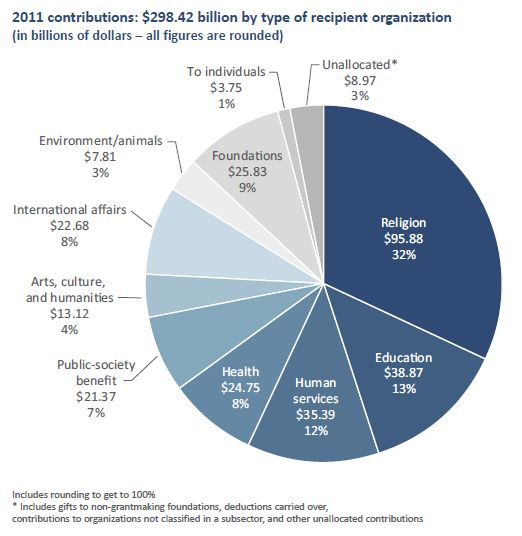 2011 contributions: $298.42 billion by type of recipient organization
(in billions of dollars – all figures are rounded)
Unallocated*
$8.97
3%
To individuals
$3.75
1%
Environment/animals
$7.81
3%
Foundations
$25.83
9%
Religion
$95.88
32%
International affairs
$22.68
8%
Arts, culture,
and humanities
$13.12
4%
Education
$38.87
13%
Public-society
benefit
$21.37
7%
Health
$24.75
8%
Human
services
$35.39
12%
Includes rounding to get to 100%
* Includes gifts to non-grantmaking foundations, deductions carried over,
contributions to organizations not classified in a subsector, and other unallocated contributions